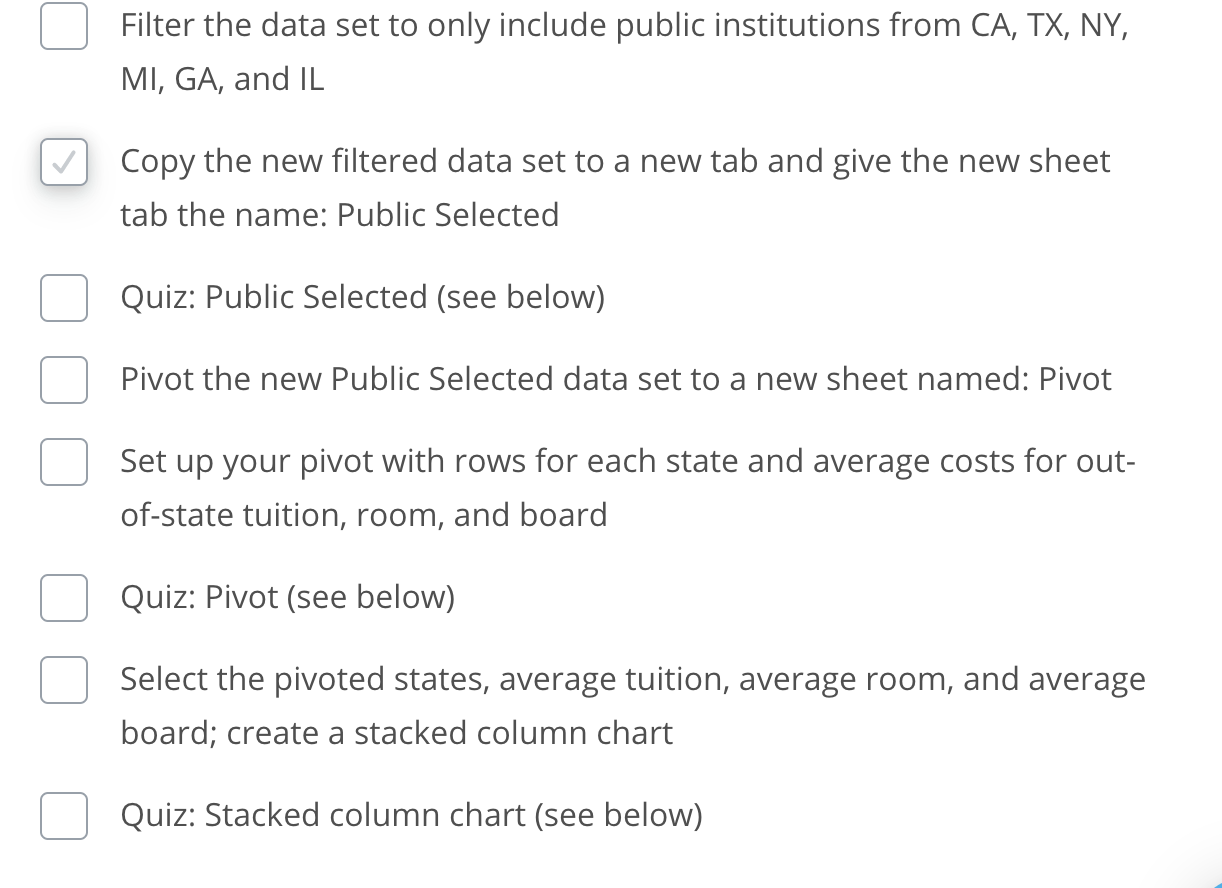 Filter the data set to only include public institutions from CA, TX, NY,
MI, GA, and IL
Copy the new filtered data set to a new tab and give the new sheet
tab the name: Public Selected
Quiz: Public Selected (see below)
Pivot the new Public Selected data set to a new sheet named: Pivot
Set up your pivot with rows for each state and average costs for out-
of-state tuition, room, and board
Quiz: Pivot (see below)
Select the pivoted states, average tuition, average room, and average
board; create a stacked column chart
Quiz: Stacked column chart (see below)